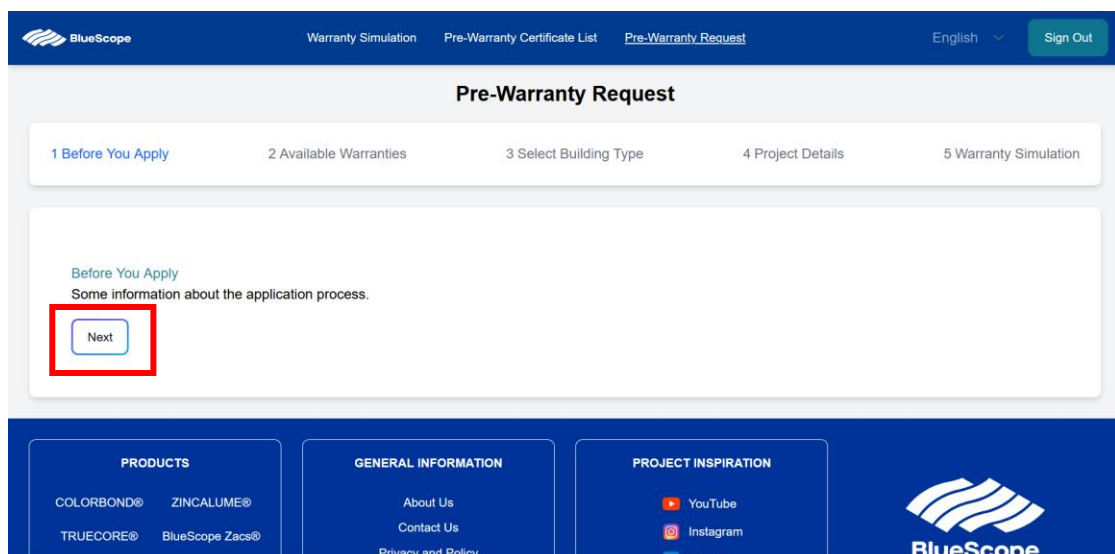 BlueScope Warranty Simulation Pre-Warranty Certificate List Pre-Warranty Request English Sign Out
Pre-Warranty Request
1 Before You Apply 2 Available Warranties 3 Select Building Type 4 Project Details 5 Warranty Simulation
Before You Apply
Some information about the application process.
Next
PRODUCTS
COLORBOND® ZINCALUME®
TRUECORE® BlueScope Zacs®
GENERAL INFORMATION
About Us
Contact Us
Privacy and Policy
PROJECT INSPIRATION
YouTube
Instagram
BlueScope